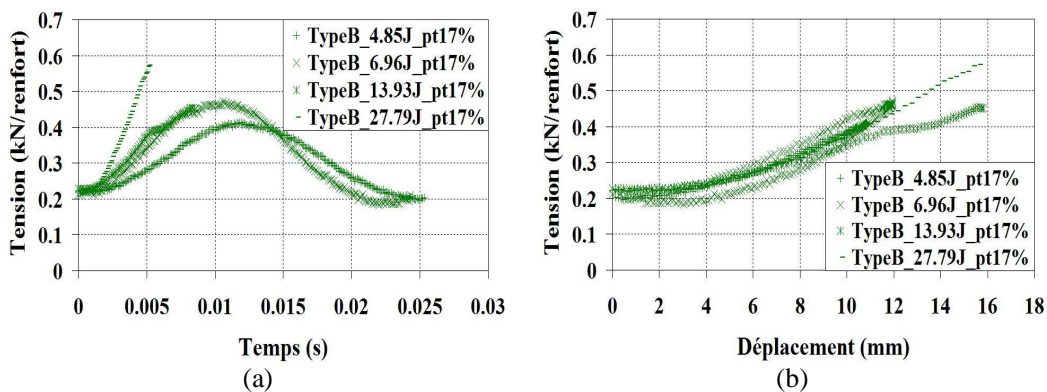 Tension (kN/renfort)
0.7
0.6
0.5
0.4
0.3
0.2
0.1
0
0
0.005
0.01
0.015
0.02
0.025
0.03
TypeB_4.85J_pt17%
TypeB_6.96J_pt17%
TypeB_13.93J_pt17%
TypeB_27.79J_pt17%
Temps (s)
(a)
Tension (kN/renfort)
0.7
0.6
0.5
0.4
0.3
0.2
0.1
0
0
2
4
6
8
10
12
14
16
18
TypeB_4.85J_pt17%
TypeB_6.96J_pt17%
TypeB_13.93J_pt17%
TypeB_27.79J_pt17%
Déplacement (mm)
(b)